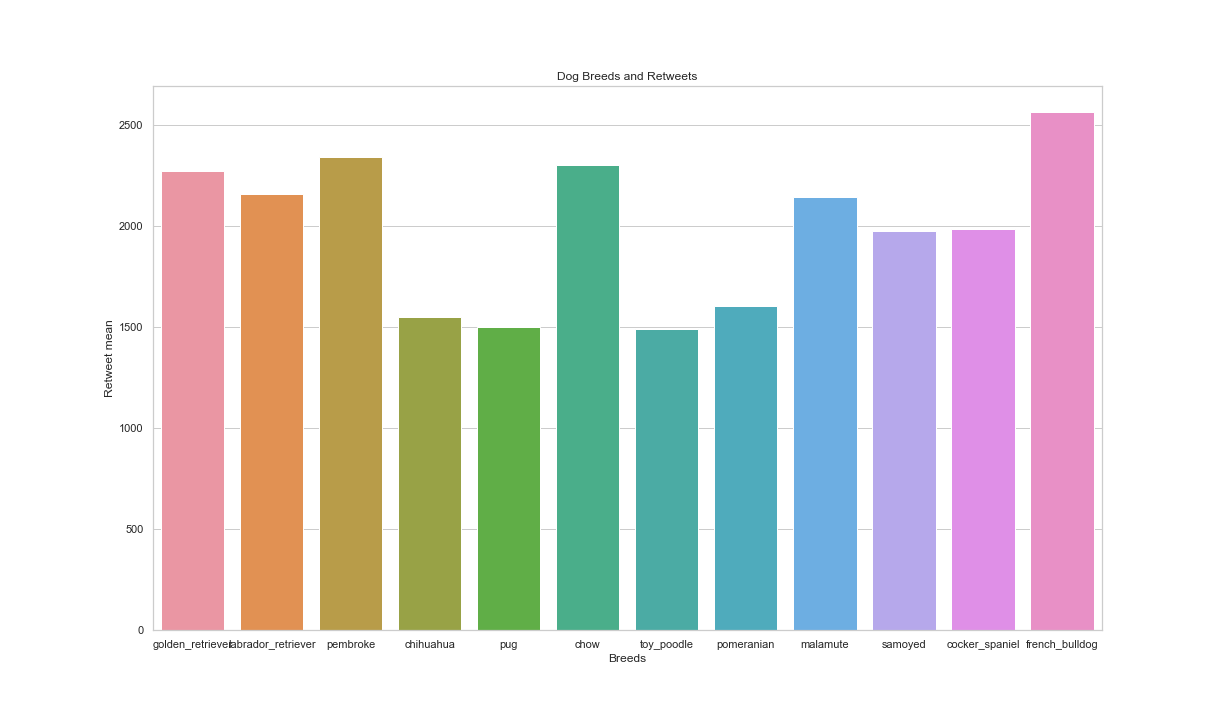 Dog Breeds and Retweets
2500
2000
1500
1000
500
0
Retweet mean
golden_retriever labrador_retriever pembroke chihuahua pug chow toy_poodle pomeranian malamute samoyed cocker_spaniel french_bulldog
Breeds